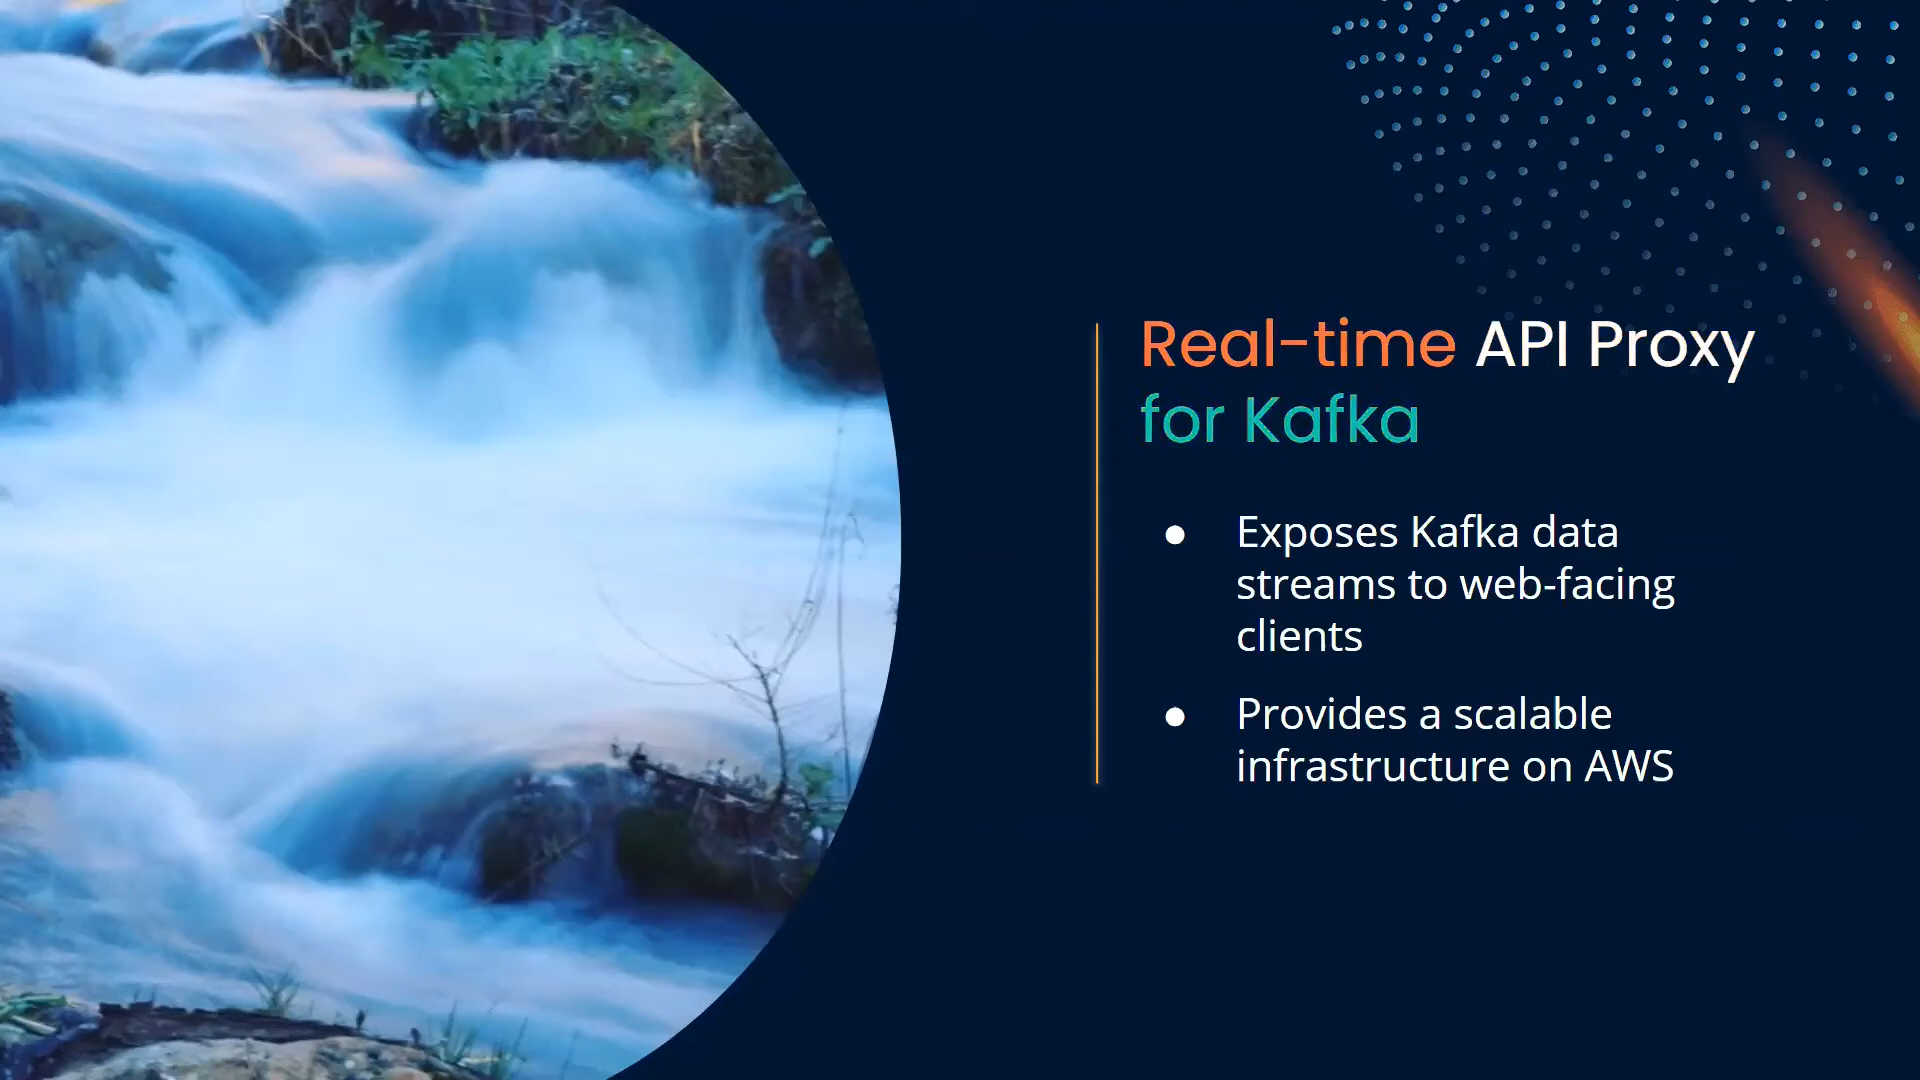 Real-time API Proxy
for Kafka
● Exposes Kafka data
streams to web-facing
clients
● Provides a scalable
infrastructure on AWS